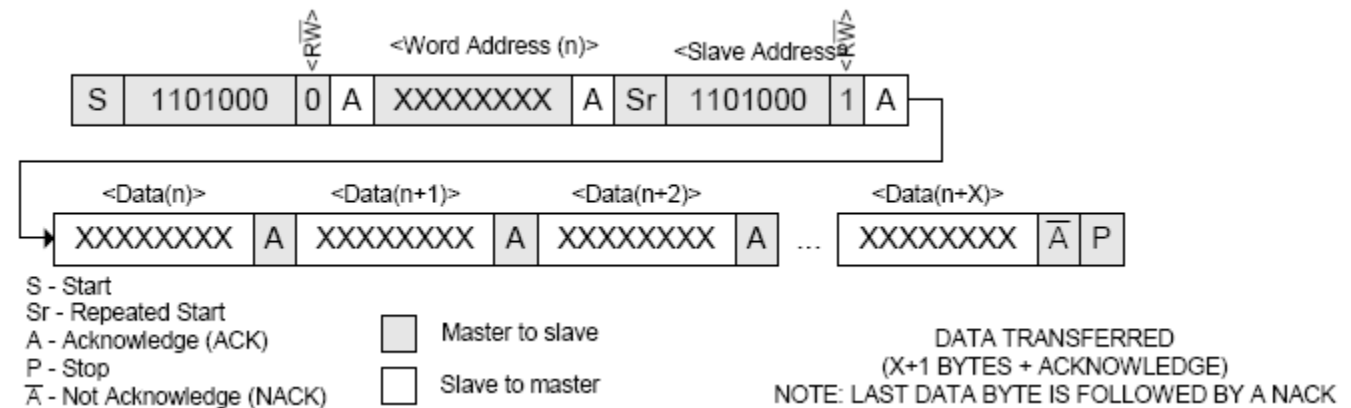 <RW̅> <Word Address (n)> <Slave Address> <RW̅>
S 1101000 0 A XXXXXXXX A Sr 1101000 1 A
<Data(n)> <Data(n+1)> <Data(n+2)> <Data(n+X)>
XXXXXXXX A XXXXXXXX A XXXXXXXX A ... XXXXXXXX A̅ P
S - Start
Sr - Repeated Start
A - Acknowledge (ACK)
P - Stop
A̅ - Not Acknowledge (NACK)
Master to slave
Slave to master
DATA TRANSFERRED
(X+1 BYTES + ACKNOWLEDGE)
NOTE: LAST DATA BYTE IS FOLLOWED BY A NACK